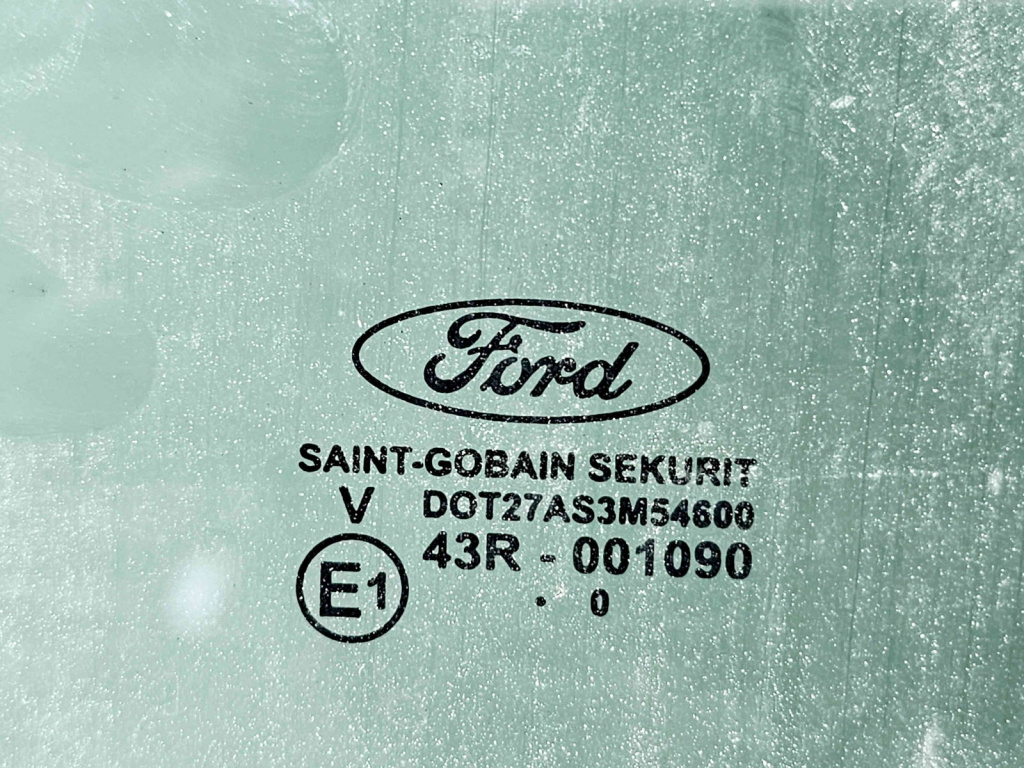 Ford
SAINT-GOBAIN SEKURIT
V DOT27AS3M54600
E1 43R - 001090
. 0